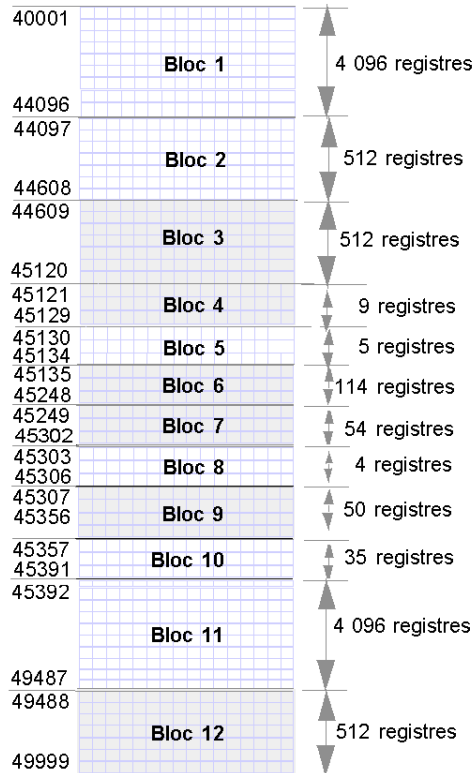 40001
Bloc 1
4 096 registres
44096
44097
Bloc 2
512 registres
44608
44609
Bloc 3
512 registres
45120
45121
Bloc 4
9 registres
45129
45130
Bloc 5
5 registres
45134
45135
Bloc 6
114 registres
45248
45249
Bloc 7
54 registres
45302
45303
Bloc 8
4 registres
45306
45307
Bloc 9
50 registres
45356
45357
Bloc 10
35 registres
45391
45392
Bloc 11
4 096 registres
49487
49488
Bloc 12
512 registres
49999